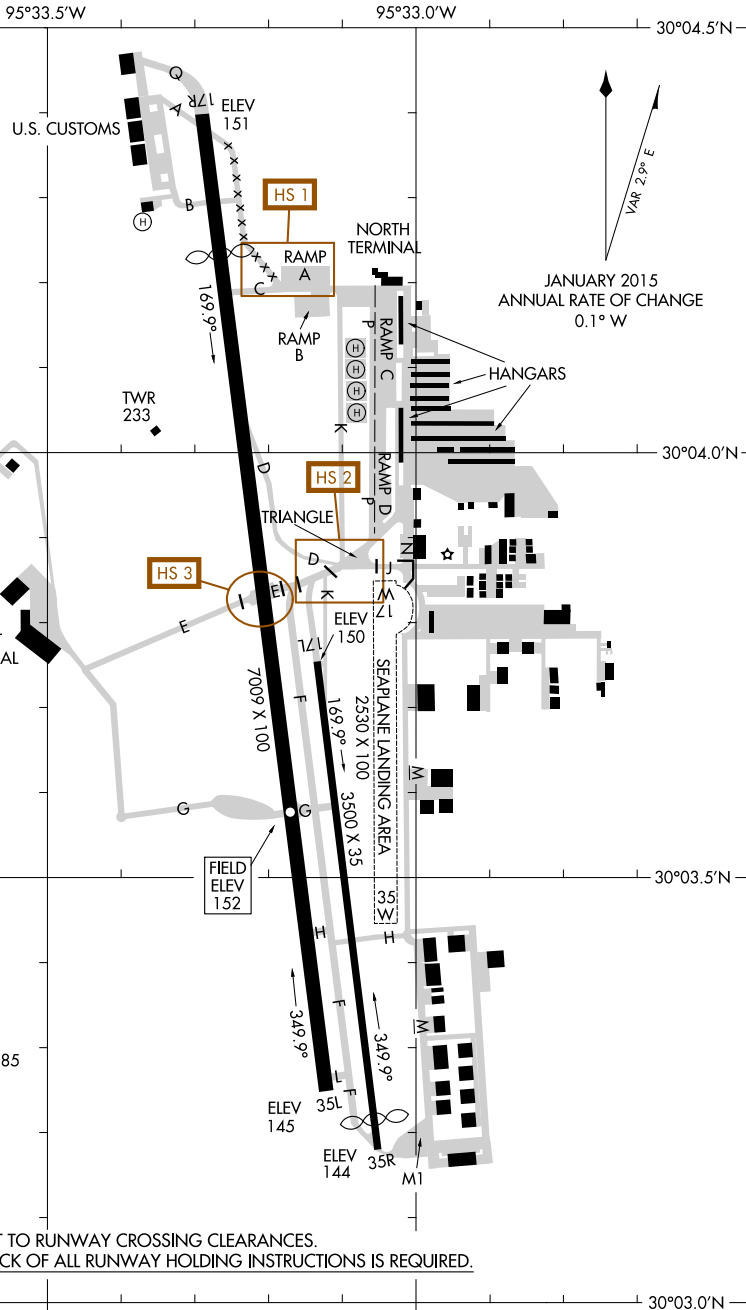 95°33.5'W
95°33.0'W
30°04.5'N
Q
A
17R
ELEV
151
U.S. CUSTOMS
B
H
HS 1
NORTH
TERMINAL
VAR 2.9° E
JANUARY 2015
ANNUAL RATE OF CHANGE
0.1° W
RAMP
A
C
RAMP
B
169.9°
P
RAMP C
H
H
H
H
HANGARS
TWR
233
K
30°04.0'N
D
HS 2
RAMP D
P
TRIANGLE
N
HS 3
D
J
E
K
17
W
E
ELEV
150
17L
AL
F
7009 X 100
169.9°
2530 X 100
SEAPLANE LANDING AREA
M
3500 X 35
G
G
FIELD
ELEV
152
30°03.5'N
35
W
H
H
F
349.9°
349.9°
M
85
L
F
ELEV
145
35L
ELEV
144
35R
M1
T TO RUNWAY CROSSING CLEARANCES.
CK OF ALL RUNWAY HOLDING INSTRUCTIONS IS REQUIRED.
30°03.0'N